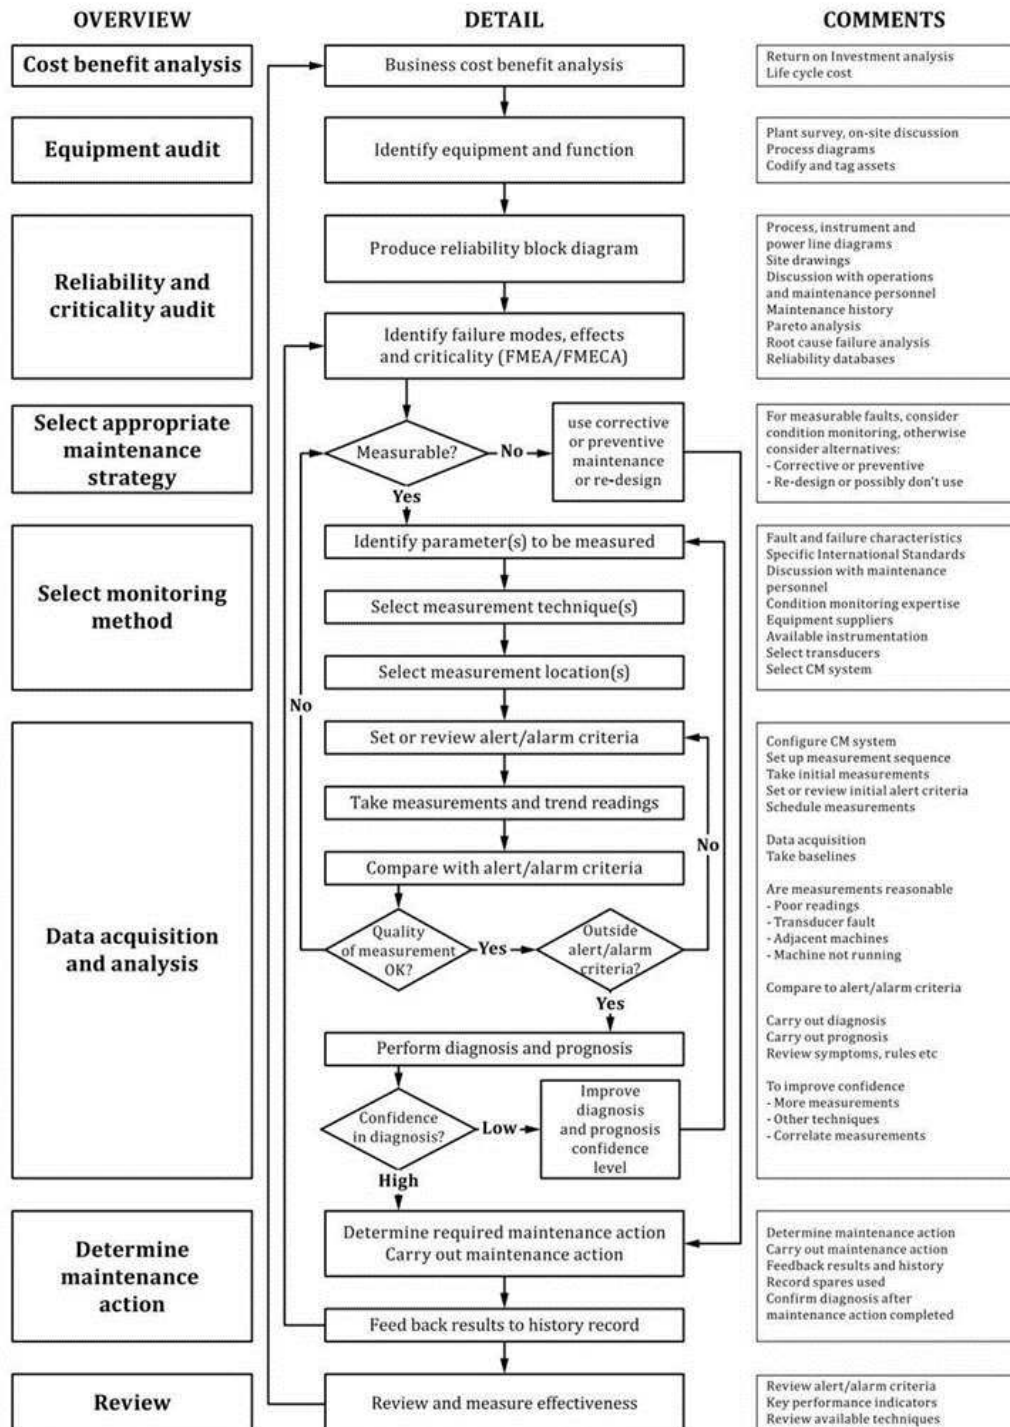 OVERVIEW
DETAIL
COMMENTS
Cost benefit analysis
Business cost benefit analysis
Return on Investment analysis
Life cycle cost
Equipment audit
Identify equipment and function
Plant survey, on-site discussion
Process diagrams
Codify and tag assets
Reliability and
criticality audit
Produce reliability block diagram
Identify failure modes, effects
and criticality (FMEA/FMECA)
Process, instrument and
power line diagrams
Site drawings
Discussion with operations
and maintenance personnel
Maintenance history
Pareto analysis
Root cause failure analysis
Reliability databases
Select appropriate
maintenance
strategy
Measurable?
No
use corrective
or preventive
maintenance
or re-design
Yes
For measurable faults, consider
condition monitoring, otherwise
consider alternatives:
- Corrective or preventive
- Re-design or possibly don't use
Select monitoring
method
Identify parameter(s) to be measured
Select measurement technique(s)
Select measurement location(s)
Fault and failure characteristics
Specific International Standards
Discussion with maintenance
personnel
Condition monitoring expertise
Equipment suppliers
Available instrumentation
Select transducers
Select CM system
No
Data acquisition
and analysis
Set or review alert/alarm criteria
Take measurements and trend readings
Compare with alert/alarm criteria
No
Quality
of measurement
OK?
Yes
Outside
alert/alarm
criteria?
Yes
Perform diagnosis and prognosis
Confidence
in diagnosis?
Low
Improve
diagnosis
and prognosis
confidence
level
High
Configure CM system
Set up measurement sequence
Take initial measurements
Set or review initial alert criteria
Schedule measurements
Data acquisition
Take baselines
Are measurements reasonable
- Poor readings
- Transducer fault
- Adjacent machines
- Machine not running
Compare to alert/alarm criteria
Carry out diagnosis
Carry out prognosis
Review symptoms, rules etc
To improve confidence
- More measurements
- Other techniques
- Correlate measurements
Determine
maintenance
action
Determine required maintenance action
Carry out maintenance action
Feed back results to history record
Determine maintenance action
Carry out maintenance action
Feedback results and history
Record spares used
Confirm diagnosis after
maintenance action completed
Review
Review and measure effectiveness
Review alert/alarm criteria
Key performance indicators
Review available techniques